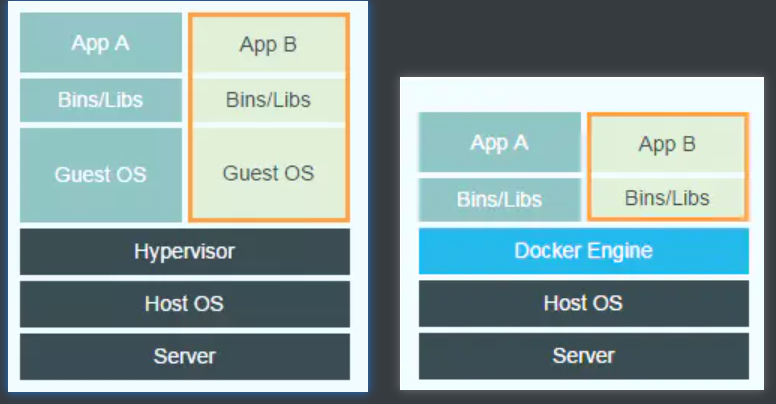 App A
App B
Bins/Libs
Bins/Libs
Guest OS
Guest OS
Hypervisor
Host OS
Server
App A
App B
Bins/Libs
Bins/Libs
Docker Engine
Host OS
Server